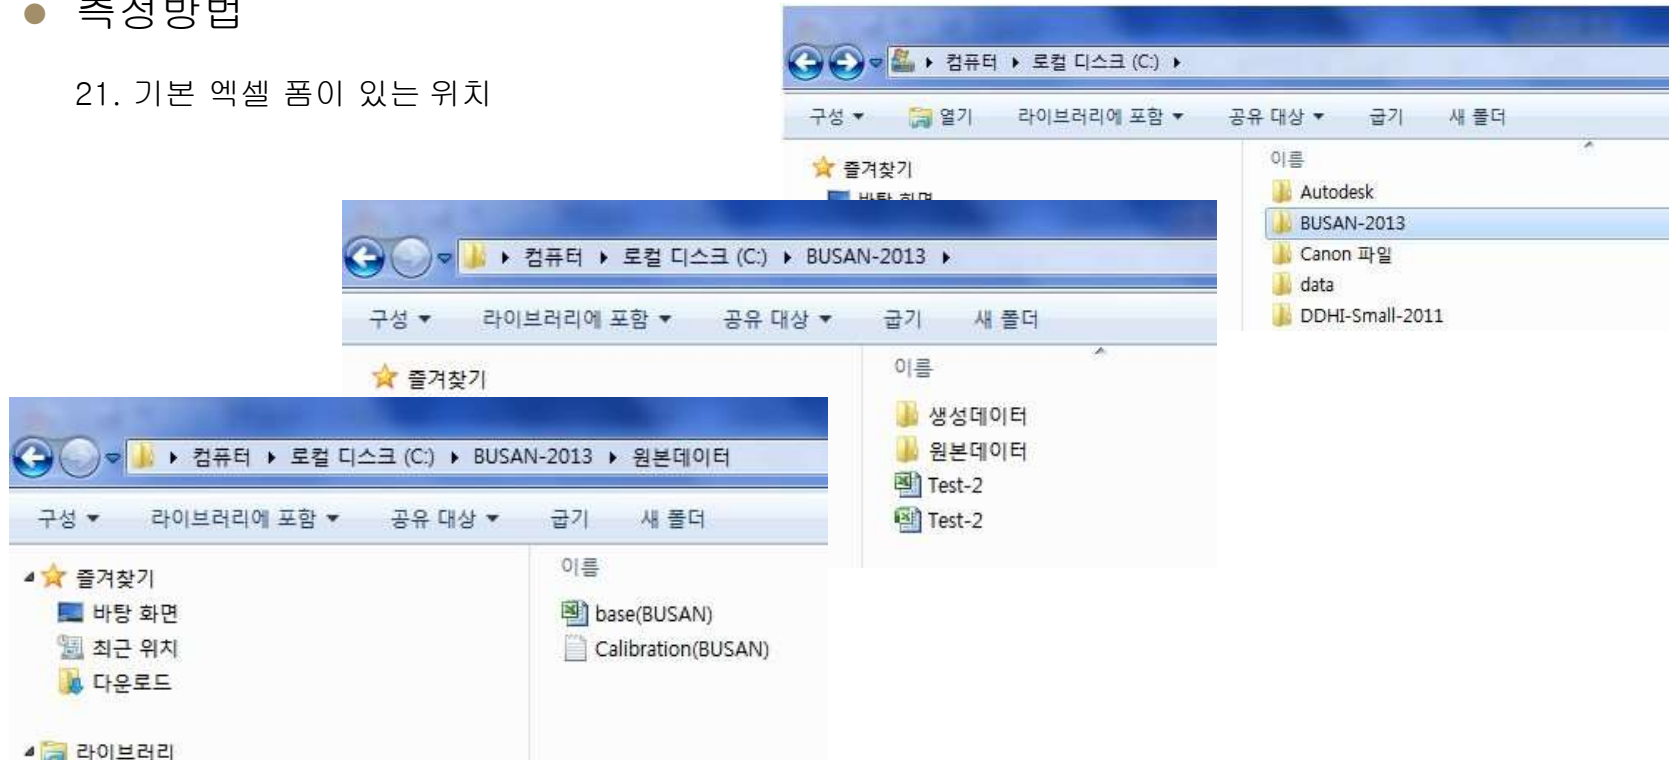 측정방법
21. 기본 엑셀 폼이 있는 위치
컴퓨터 로컬 디스크 (C:)
구성 열기 라이브러리에 포함 공유 대상 굽기 새 폴더
즐겨찾기
바탕 화면
이름
Autodesk
BUSAN-2013
Canon 파일
data
DDHI-Small-2011
컴퓨터 로컬 디스크 (C:) BUSAN-2013
구성 라이브러리에 포함 공유 대상 굽기 새 폴더
즐겨찾기
이름
생성데이터
원본데이터
Test-2
Test-2
컴퓨터 로컬 디스크 (C:) BUSAN-2013 원본데이터
구성 라이브러리에 포함 공유 대상 굽기 새 폴더
즐겨찾기
바탕 화면
최근 위치
다운로드
라이브러리
이름
base(BUSAN)
Calibration(BUSAN)